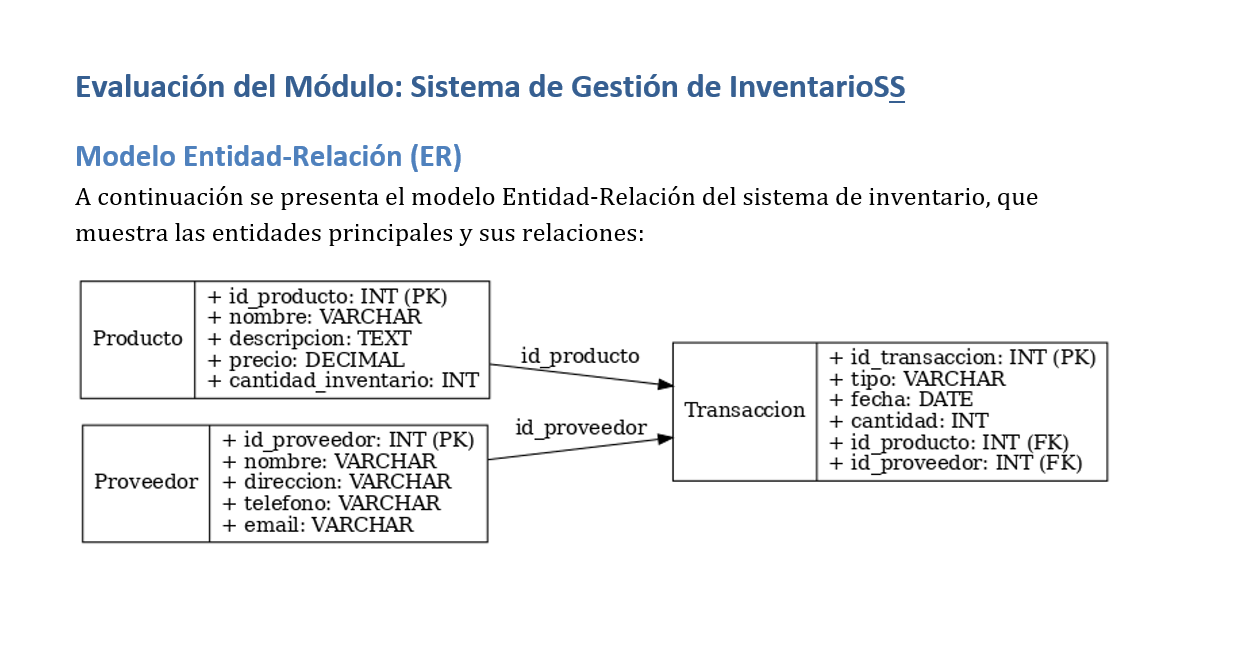 Evaluación del Módulo: Sistema de Gestión de InventarioSS
Modelo Entidad-Relación (ER)
A continuación se presenta el modelo Entidad-Relación del sistema de inventario, que
muestra las entidades principales y sus relaciones:
Producto
+ id_producto: INT (PK)
+ nombre: VARCHAR
+ descripcion: TEXT
+ precio: DECIMAL
+ cantidad_inventario: INT
id_producto
Proveedor
+ id_proveedor: INT (PK)
+ nombre: VARCHAR
+ direccion: VARCHAR
+ telefono: VARCHAR
+ email: VARCHAR
id_proveedor
Transaccion
+ id_transaccion: INT (PK)
+ tipo: VARCHAR
+ fecha: DATE
+ cantidad: INT
+ id_producto: INT (FK)
+ id_proveedor: INT (FK)